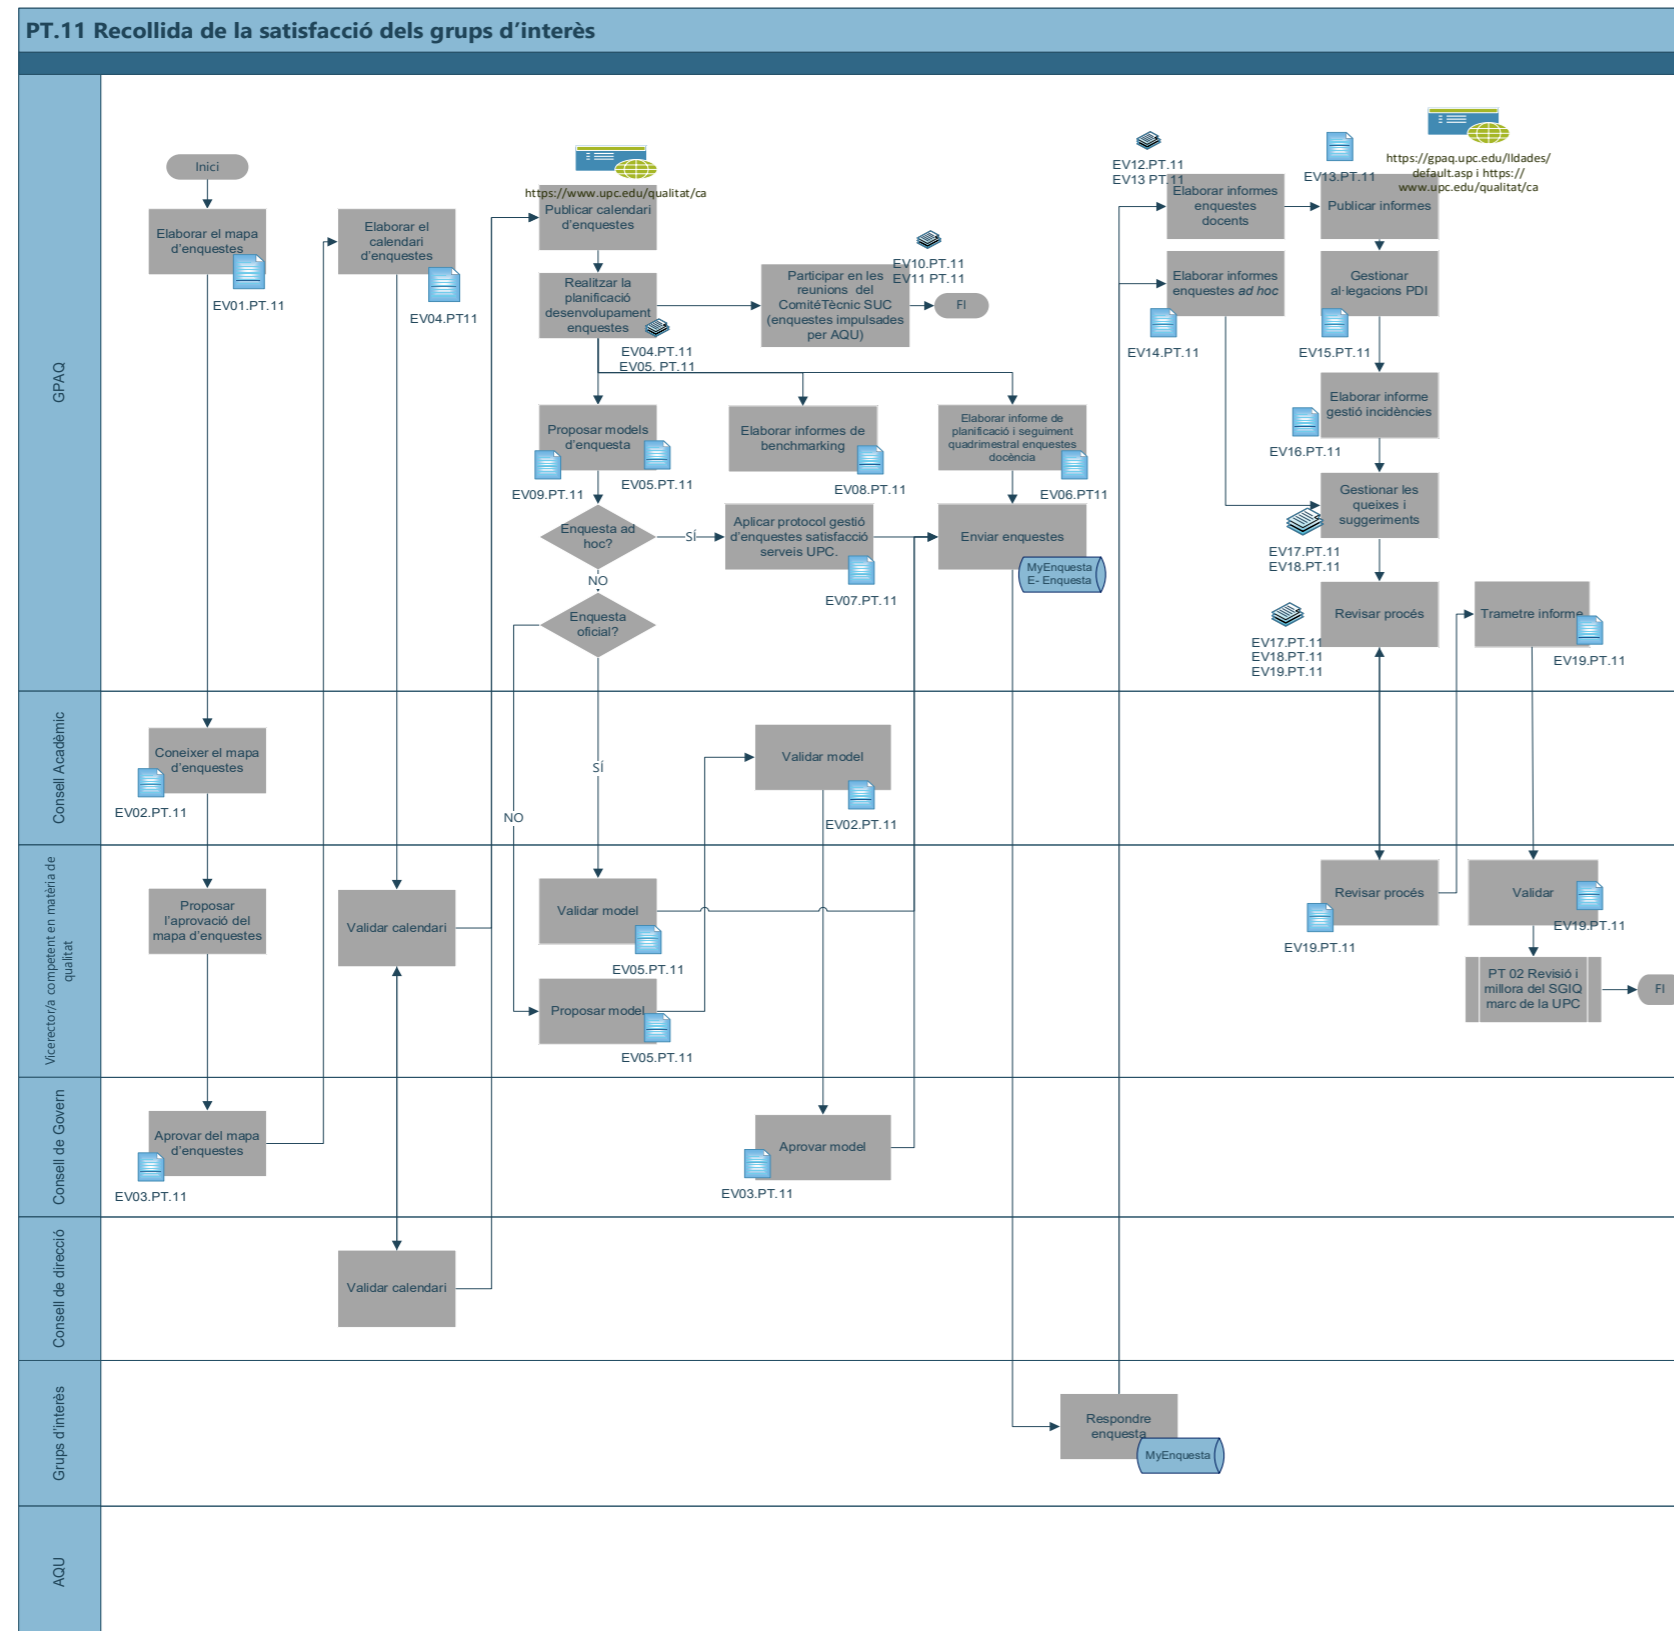 PT.11 Recollida de la satisfacció dels grups d'interès
GPAQ
Inici
Elaborar el mapa
d'enquestes
EV01.PT.11
Elaborar el
calendari
d'enquestes
EV04.PT11
https://www.upc.edu/qualitat/ca
Publicar calendari
d'enquestes
Realitzar la
planificació
desenvolupament
enquestes
EV04.PT.11
EV05. PT.11
EV10.PT.11
EV11 PT.11
Participar en les
reunions del
ComitéTècnic SUC
(enquestes impulsades
per AQU)
FI
Proposar models
d'enquesta
EV09.PT.11
EV05.PT.11
Elaborar informes de
benchmarking
EV08.PT.11
Elaborar informe de
planificació i seguiment
quadrimestral enquestes
docència
EV06.PT11
Enquesta ad
hoc?
SÍ
NO
Aplicar protocol gestió
d'enquestes satisfacció
serveis UPC.
EV07.PT.11
Enviar enquestes
MyEnquesta
E- Enquesta
Enquesta
oficial?
SÍ
NO
EV12.PT.11
EV13 PT.11
Elaborar informes
enquestes
docents
EV13.PT.11
https://gpaq.upc.edu/lldades/
default.asp i https://
www.upc.edu/qualitat/ca
Publicar informes
Elaborar informes
enquestes ad hoc
EV14.PT.11
Gestionar
al·legacions PDI
EV15.PT.11
Elaborar informe
gestió incidències
EV16.PT.11
Gestionar les
queixes i
suggeriments
EV17.PT.11
EV18.PT.11
Revisar procés
EV17.PT.11
EV18.PT.11
EV19.PT.11
Trametre informe
EV19.PT.11
Consell Acadèmic
Coneixer el mapa
d'enquestes
EV02.PT.11
Validar model
EV02.PT.11
Vicerector/a competent en matèria de
qualitat
Proposar
l'aprovació del
mapa d'enquestes
Validar calendari
Validar model
EV05.PT.11
Proposar model
EV05.PT.11
Revisar procés
EV19.PT.11
Validar
EV19.PT.11
PT 02 Revisió i
millora del SGIQ
marc de la UPC
FI
Consell de Govern
Aprovar del mapa
d'enquestes
EV03.PT.11
Aprovar model
EV03.PT.11
Consell de direcció
Validar calendari
Grups d'interès
Respondre
enquesta
MyEnquesta
AQU